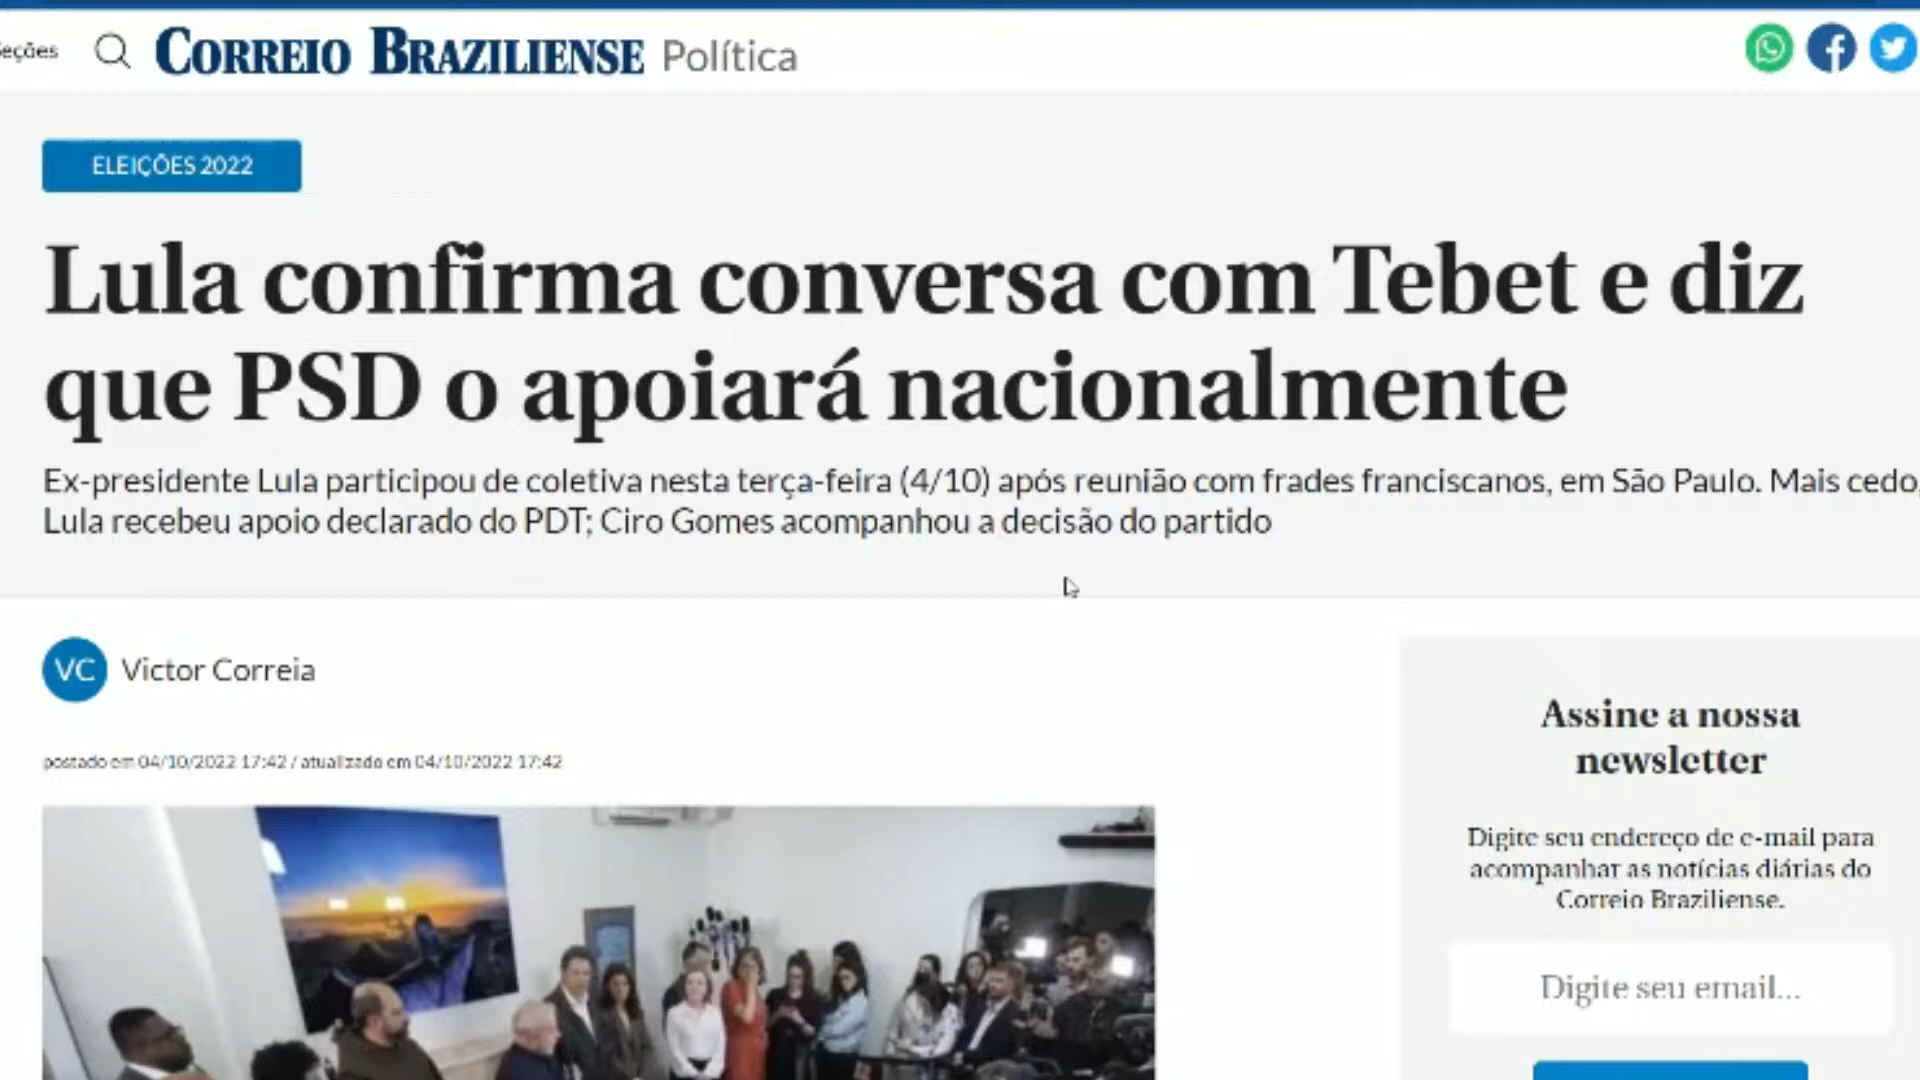 eções
CORREIO BRAZILIENSE Política
ELEIÇÕES 2022
Lula confirma conversa com Tebet e diz
que PSD o apoiará nacionalmente
Ex-presidente Lula participou de coletiva nesta terça-feira (4/10) após reunião com frades franciscanos, em São Paulo. Mais cedo,
Lula recebeu apoio declarado do PDT; Ciro Gomes acompanhou a decisão do partido
VC Victor Correia
postado em 04/10/2022 17:42 / atualizado em 04/10/2022 17:42
Assine a nossa
newsletter
Digite seu endereço de e-mail para
acompanhar as notícias diárias do
Correio Braziliense.
Digite seu email...